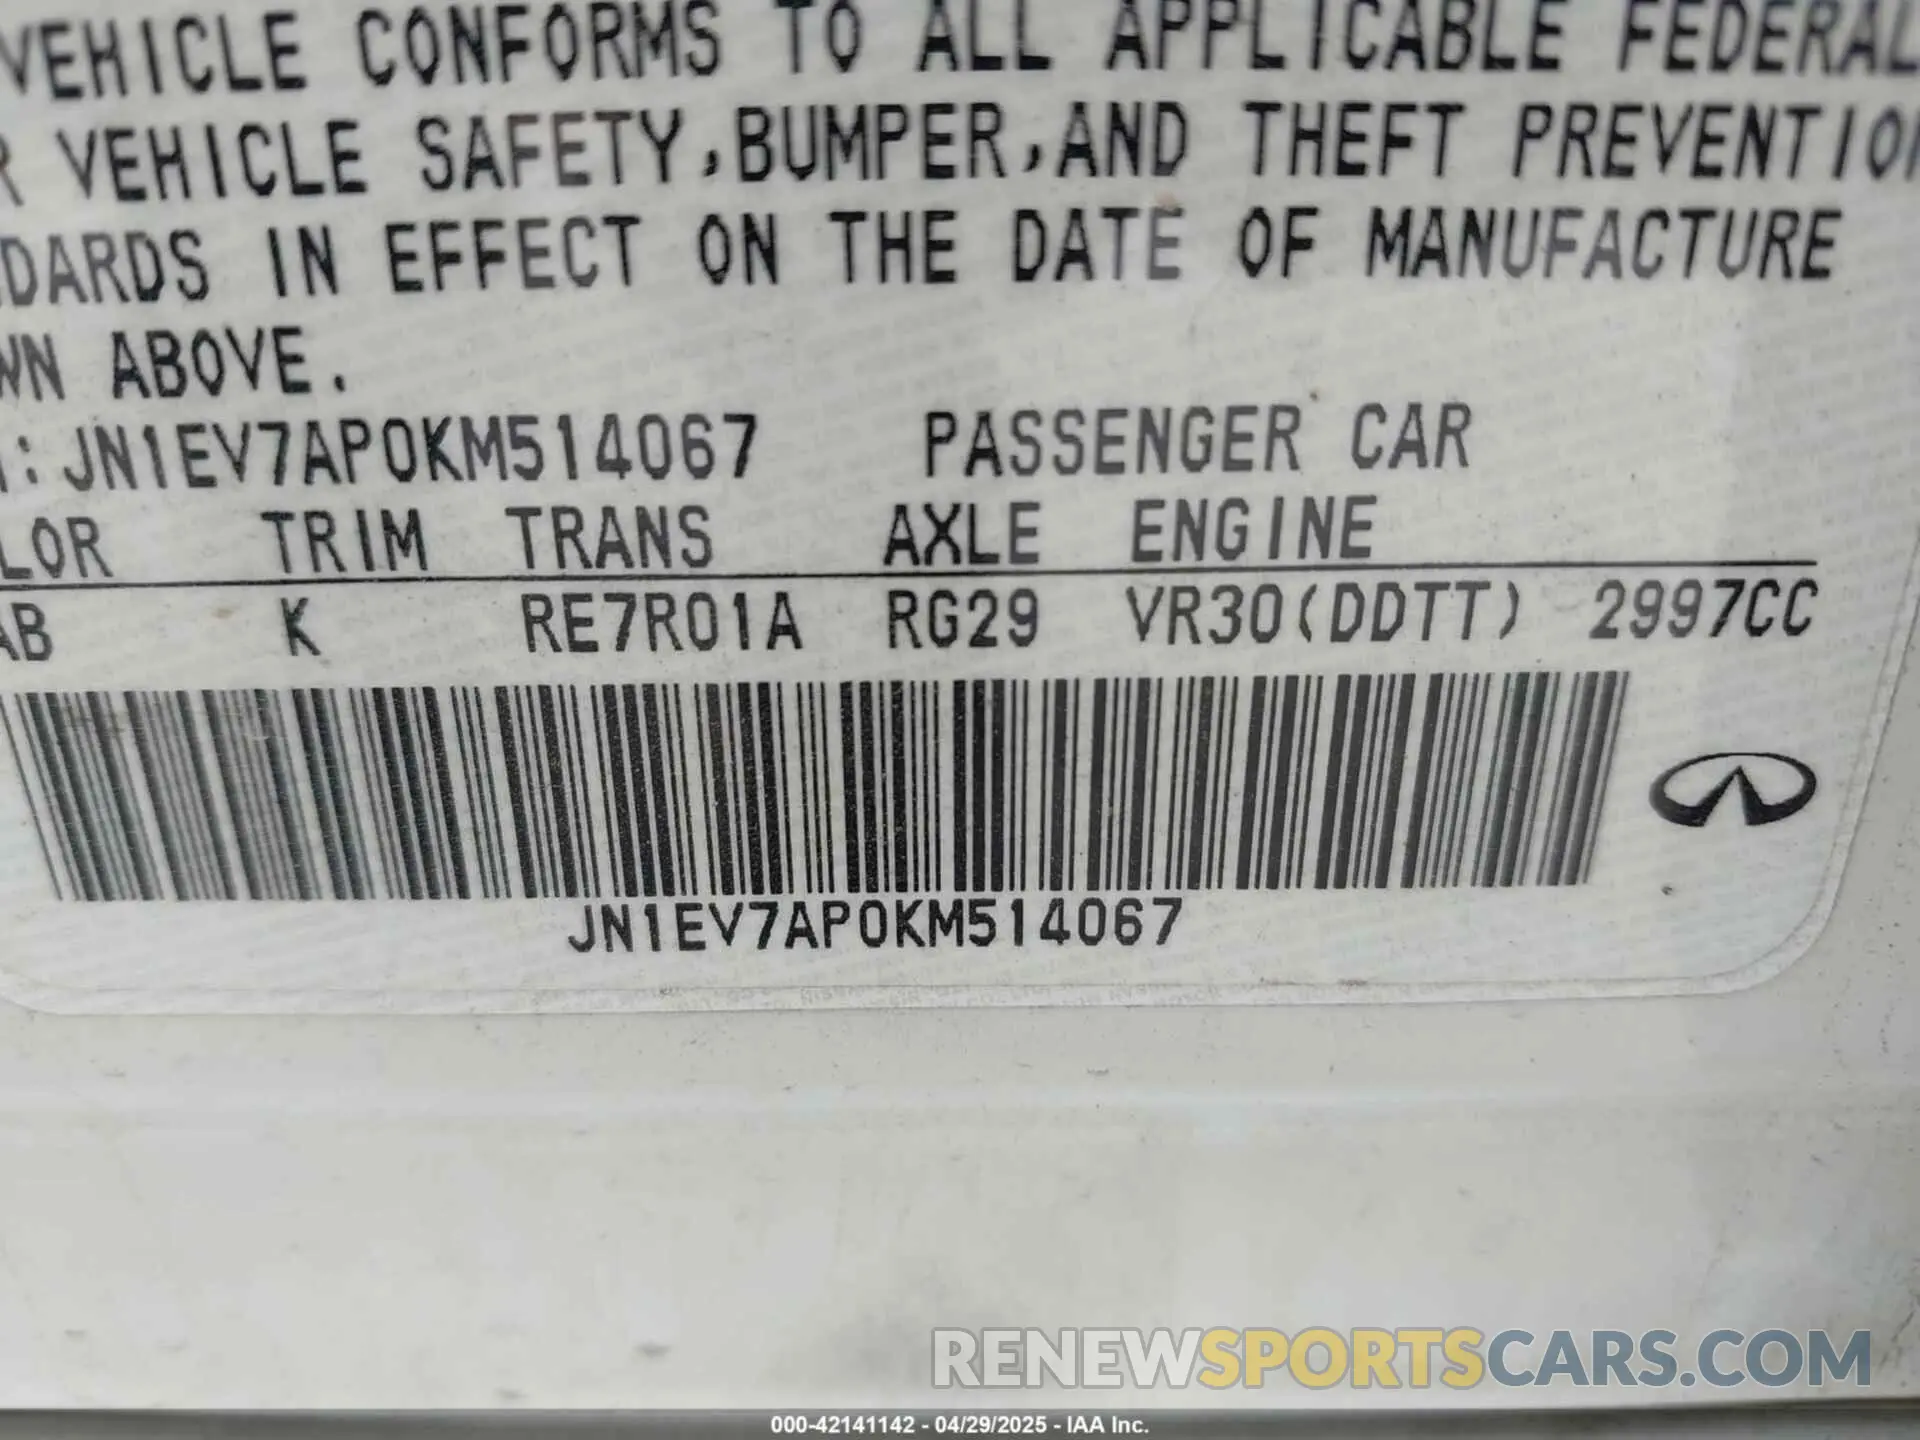 VEHICLE CONFORMS TO ALL APPLICABLE FEDERAL
R VEHICLE SAFETY,BUMPER,AND THEFT PREVENTION
DARDS IN EFFECT ON THE DATE OF MANUFACTURE
WN ABOVE.
:JN1EV7AP0KM514067 PASSENGER CAR
LOR TRIM TRANS AXLE ENGINE
AB K RE7R01A RG29 VR30(DDTT) 2997CC
JN1EV7AP0KM514067
RENEWSPORTSCARS.COM
000-42141142 - 04/29/2025 - IAA Inc.